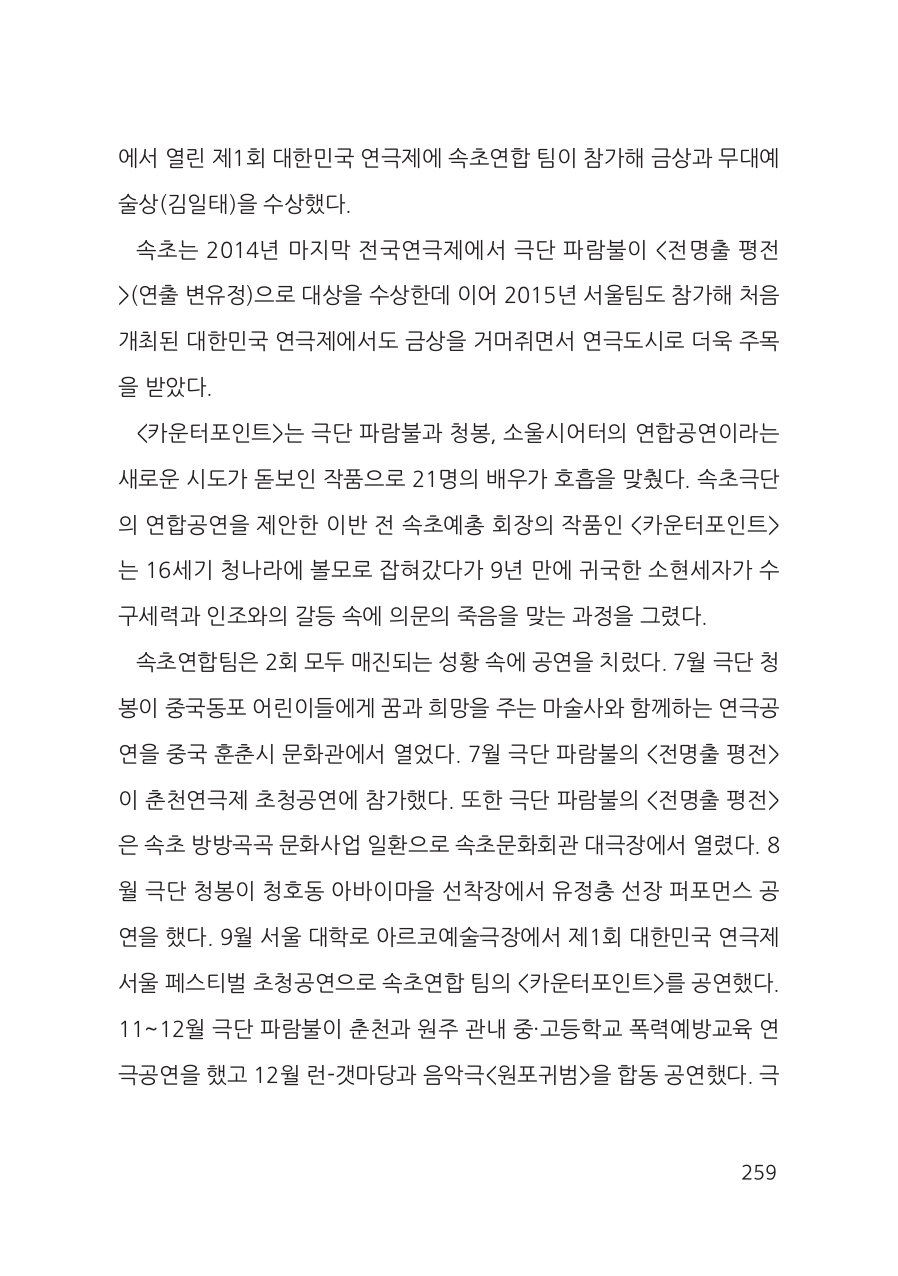 에서 열린 제1회 대한민국 연극제에 속초연합 팀이 참가해 금상과 무대예
술상(김일태)을 수상했다.
속초는 2014년 마지막 전국연극제에서 극단 파람불이 <전명출 평전
>(연출 변유정)으로 대상을 수상한데 이어 2015년 서울팀도 참가해 처음
개최된 대한민국 연극제에서도 금상을 거머쥐면서 연극도시로 더욱 주목
을 받았다.
<카운터포인트>는 극단 파람불과 청봉, 소울시어터의 연합공연이라는
새로운 시도가 돋보인 작품으로 21명의 배우가 호흡을 맞췄다. 속초극단
의 연합공연을 제안한 이반 전 속초예총 회장의 작품인 <카운터포인트>
는 16세기 청나라에 볼모로 잡혀갔다가 9년 만에 귀국한 소현세자가 수
구세력과 인조와의 갈등 속에 의문의 죽음을 맞는 과정을 그렸다.
속초연합팀은 2회 모두 매진되는 성황 속에 공연을 치렀다. 7월 극단 청
봉이 중국동포 어린이들에게 꿈과 희망을 주는 마술사와 함께하는 연극공
연을 중국 훈춘시 문화관에서 열었다. 7월 극단 파람불의 <전명출 평전>
이 춘천연극제 초청공연에 참가했다. 또한 극단 파람불의 <전명출 평전>
은 속초 방방곡곡 문화사업 일환으로 속초문화회관 대극장에서 열렸다. 8
월 극단 청봉이 청호동 아바이마을 선착장에서 유정충 선장 퍼포먼스 공
연을 했다. 9월 서울 대학로 아르코예술극장에서 제1회 대한민국 연극제
서울 페스티벌 초청공연으로 속초연합 팀의 <카운터포인트>를 공연했다.
11~12월 극단 파람불이 춘천과 원주 관내 중·고등학교 폭력예방교육 연
극공연을 했고 12월 런-갯마당과 음악극<원포귀범>을 합동 공연했다. 극
259